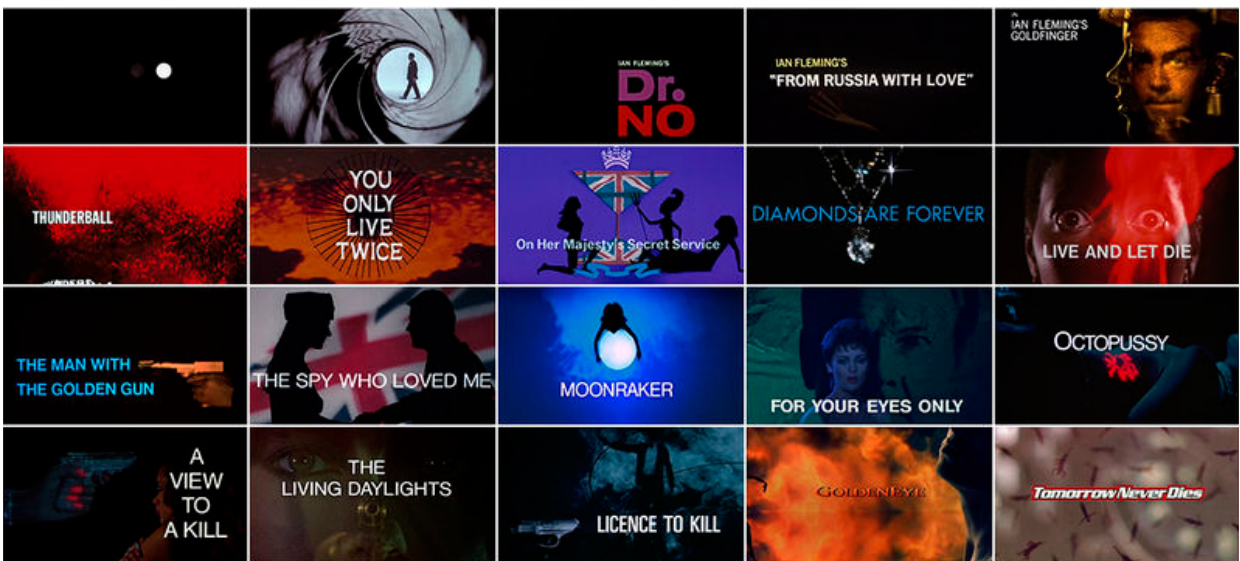 IAN FLEMING'S
Dr.
NO
IAN FLEMING'S
"FROM RUSSIA WITH LOVE"
IAN FLEMING'S
GOLDFINGER
THUNDERBALL
YOU
ONLY
LIVE
TWICE
On Her Majesty's Secret Service
DIAMONDS ARE FOREVER
LIVE AND LET DIE
THE MAN WITH
THE GOLDEN GUN
THE SPY WHO LOVED ME
MOONRAKER
FOR YOUR EYES ONLY
OCTOPUSSY
A
VIEW
TO
A KILL
THE
LIVING DAYLIGHTS
LICENCE TO KILL
GOLDENEYE
Tomorrow Never Dies